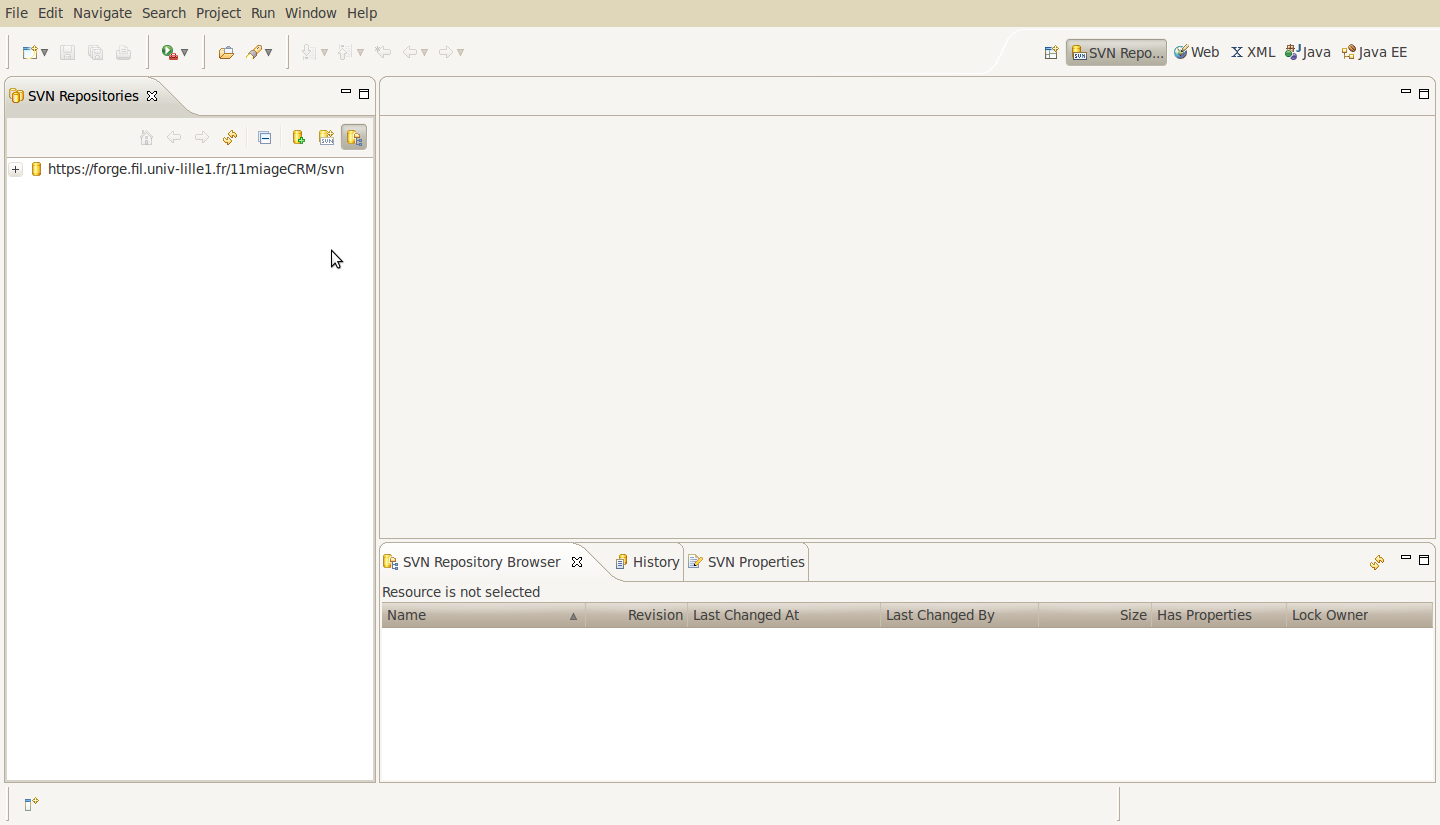 File Edit Navigate Search Project Run Window Help
SVN Repo... Web X XML Java Java EE
SVN Repositories
https://forge.fil.univ-lille1.fr/11miageCRM/svn
SVN Repository Browser History SVN Properties
Resource is not selected
Name Revision Last Changed At Last Changed By Size Has Properties Lock Owner